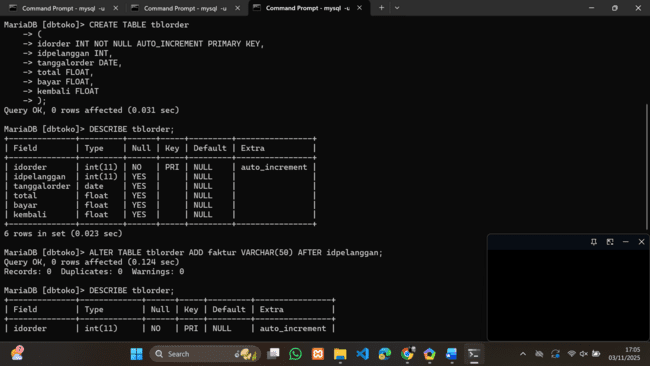 Command Prompt - mysql -u
Command Prompt - mysql -u
Command Prompt - mysql -u
MariaDB [dbtoko]> CREATE TABLE tblorder
-> (
-> idorder INT NOT NULL AUTO_INCREMENT PRIMARY KEY,
-> idpelanggan INT,
-> tanggalorder DATE,
-> total FLOAT,
-> bayar FLOAT,
-> kembali FLOAT
-> );
Query OK, 0 rows affected (0.031 sec)
MariaDB [dbtoko]> DESCRIBE tblorder;
+--------------+---------+------+-----+---------+----------------+
| Field        | Type    | Null | Key | Default | Extra          |
+--------------+---------+------+-----+---------+----------------+
| idorder      | int(11) | NO   | PRI | NULL    | auto_increment |
| idpelanggan  | int(11) | YES  |     | NULL    |                |
| tanggalorder | date    | YES  |     | NULL    |                |
| total        | float   | YES  |     | NULL    |                |
| bayar        | float   | YES  |     | NULL    |                |
| kembali      | float   | YES  |     | NULL    |                |
+--------------+---------+------+-----+---------+----------------+
6 rows in set (0.023 sec)
MariaDB [dbtoko]> ALTER TABLE tblorder ADD faktur VARCHAR(50) AFTER idpelanggan;
Query OK, 0 rows affected (0.124 sec)
Records: 0  Duplicates: 0  Warnings: 0
MariaDB [dbtoko]> DESCRIBE tblorder;
+--------------+-------------+------+-----+---------+----------------+
| Field        | Type        | Null | Key | Default | Extra          |
+--------------+-------------+------+-----+---------+----------------+
| idorder      | int(11)     | NO   | PRI | NULL    | auto_increment |
Search
17:05
03/11/2025